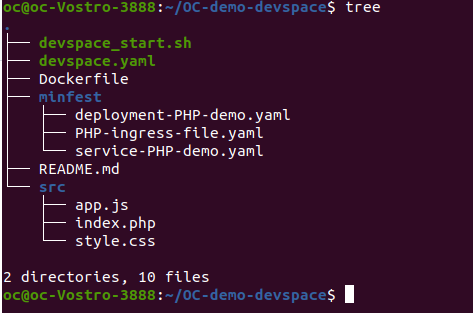 oc@oc-Vostro-3888:~/OC-demo-devspace$ tree
.
├── devspace_start.sh
├── devspace.yaml
├── Dockerfile
├── minfest
│   ├── deployment-PHP-demo.yaml
│   ├── PHP-ingress-file.yaml
│   └── service-PHP-demo.yaml
├── README.md
└── src
    ├── app.js
    ├── index.php
    └── style.css

2 directories, 10 files
oc@oc-Vostro-3888:~/OC-demo-devspace$